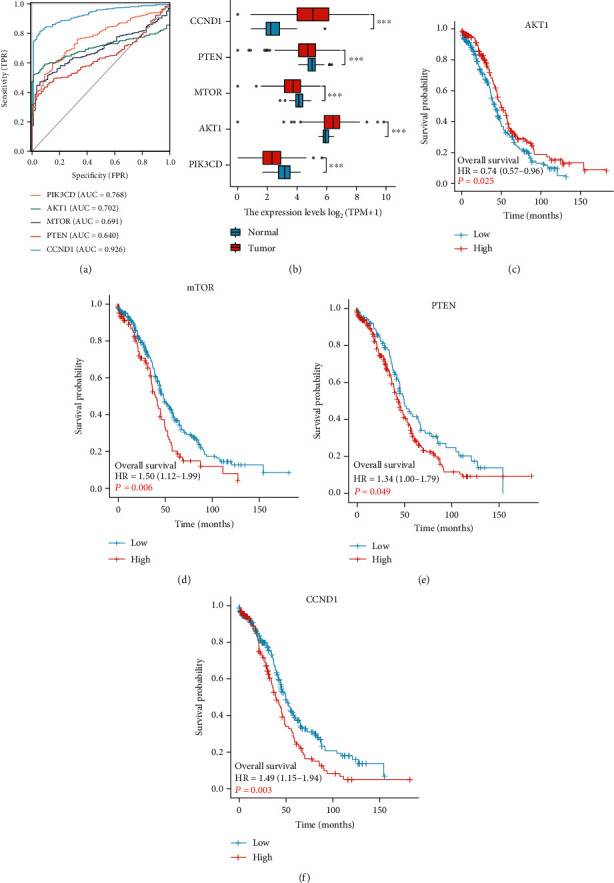 1.0
0.8
0.6
0.4
0.2
0.0
Sensitivity (TPR)
0.0 0.2 0.4 0.6 0.8 1.0
Specificity (FPR)
PIK3CD (AUC = 0.768)
AKT1 (AUC = 0.702)
MTOR (AUC = 0.691)
PTEN (AUC = 0.640)
CCND1 (AUC = 0.926)
(a)
CCND1
PTEN
MTOR
AKT1
PIK3CD
***
***
***
***
***
0 2 4 6 8 10
The expression levels log2 (TPM+1)
Normal
Tumor
(b)
AKT1
1.0
0.8
0.6
0.4
0.2
0.0
Survival probability
Overall survival
HR = 0.74 (0.57–0.96)
P = 0.025
0 50 100 150
Time (months)
Low
High
(c)
mTOR
1.0
0.8
0.6
0.4
0.2
0.0
Survival probability
Overall survival
HR = 1.50 (1.12–1.99)
P = 0.006
0 50 100 150
Time (months)
Low
High
(d)
PTEN
1.0
0.8
0.6
0.4
0.2
0.0
Survival probability
Overall survival
HR = 1.34 (1.00–1.79)
P = 0.049
0 50 100 150
Time (months)
Low
High
(e)
CCND1
1.0
0.8
0.6
0.4
0.2
0.0
Survival probability
Overall survival
HR = 1.49 (1.15–1.94)
P = 0.003
0 50 100 150
Time (months)
Low
High
(f)